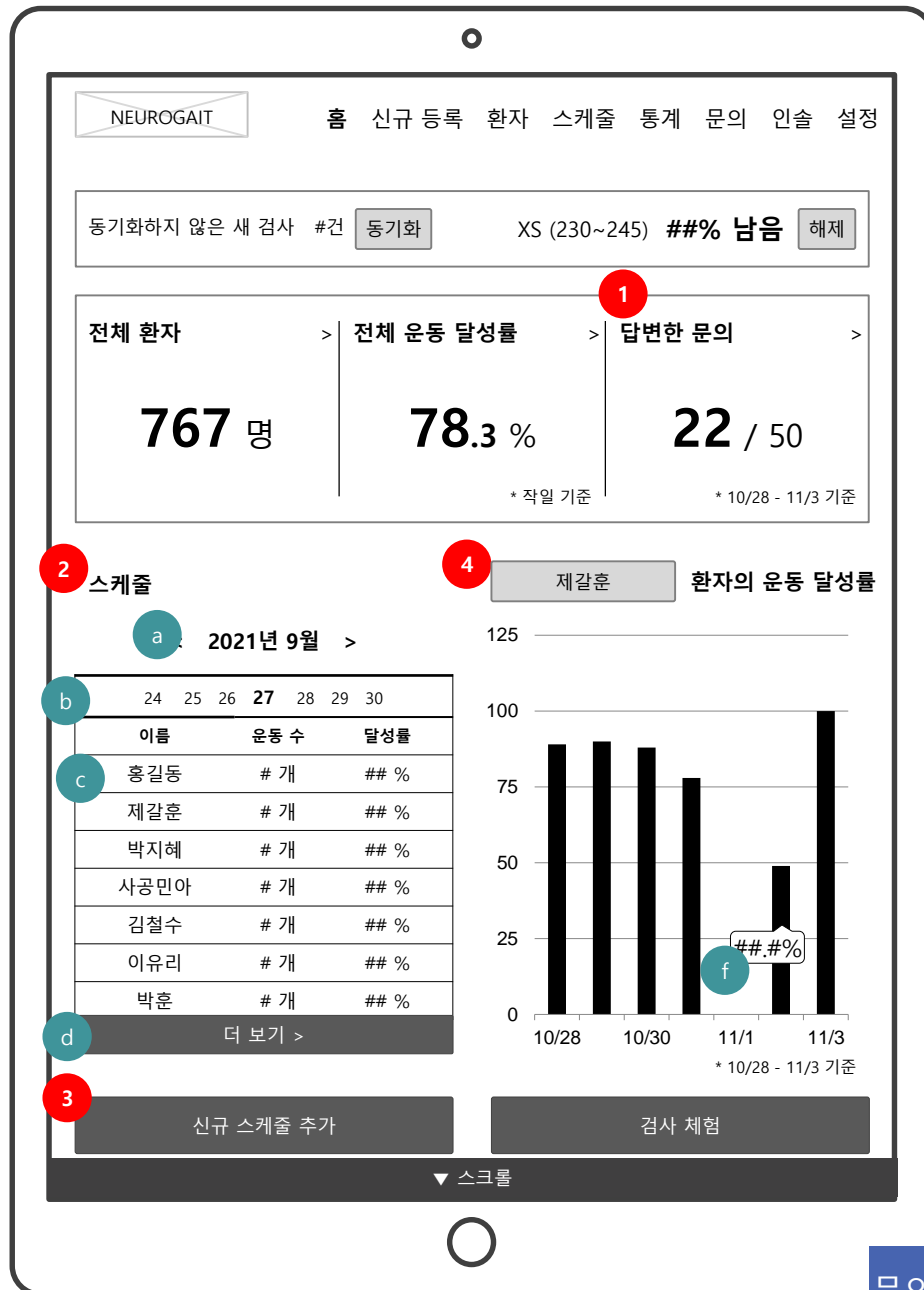 NEUROGAIT
홈 신규 등록 환자 스케줄 통계 문의 인솔 설정
동기화하지 않은 새 검사 #건 동기화 XS (230~245) ##% 남음 해제
1
전체 환자 > 전체 운동 달성률 > 답변한 문의 >
767 명 78.3 % 22 / 50
* 작일 기준 * 10/28 - 11/3 기준
2 스케줄
a 2021년 9월 >
b 24 25 26 27 28 29 30
이름 운동 수 달성률
c 홍길동 # 개 ## %
제갈훈 # 개 ## %
박지혜 # 개 ## %
사공민아 # 개 ## %
김철수 # 개 ## %
이유리 # 개 ## %
박훈 # 개 ## %
d 더 보기 >
4 제갈훈 환자의 운동 달성률
125
100
75
50
25
0
##.#%
f
10/28 10/30 11/1 11/3
* 10/28 - 11/3 기준
3 신규 스케줄 추가 검사 체험
▼ 스크롤